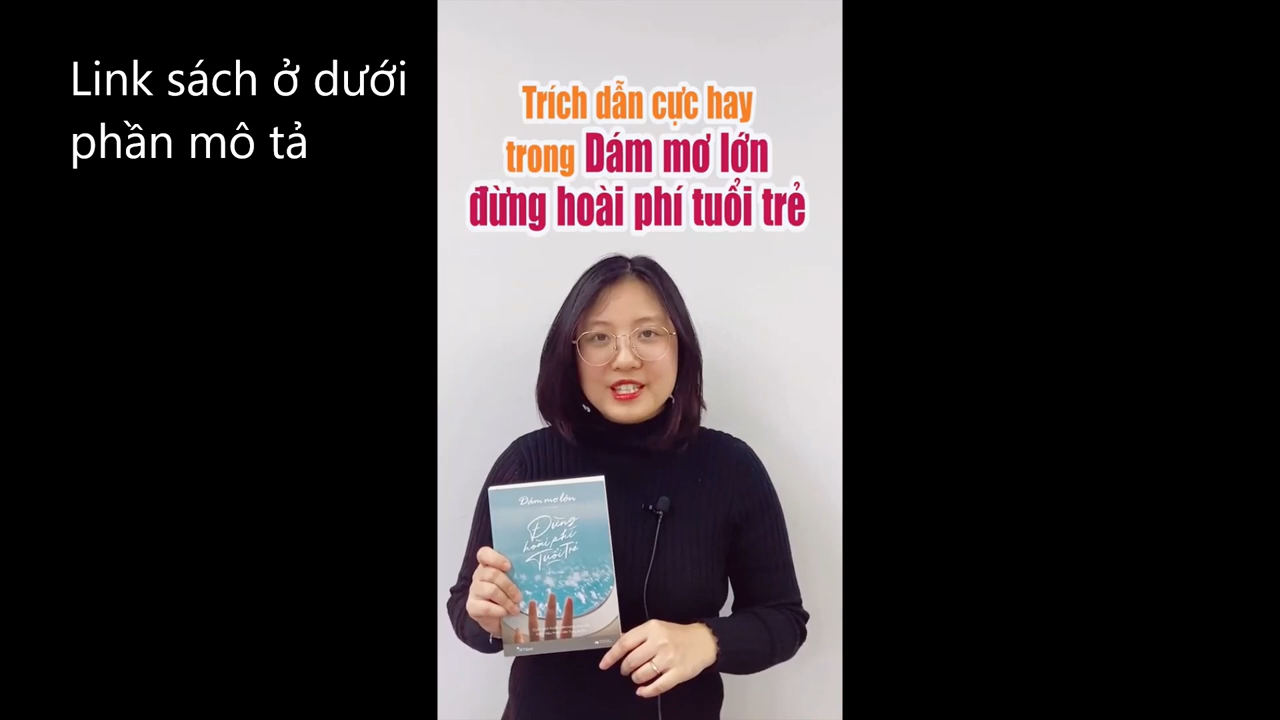 Link sách ở dưới
phần mô tả
Trích dẫn cực hay
trong Dám mơ lớn
đừng hoài phí tuổi trẻ
Dám mơ lớn
Đừng
hoài phí
Tuổi Trẻ